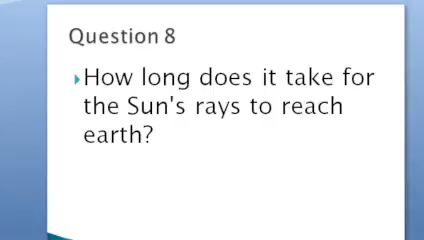 Question 8
How long does it take for
the Sun's rays to reach
earth?